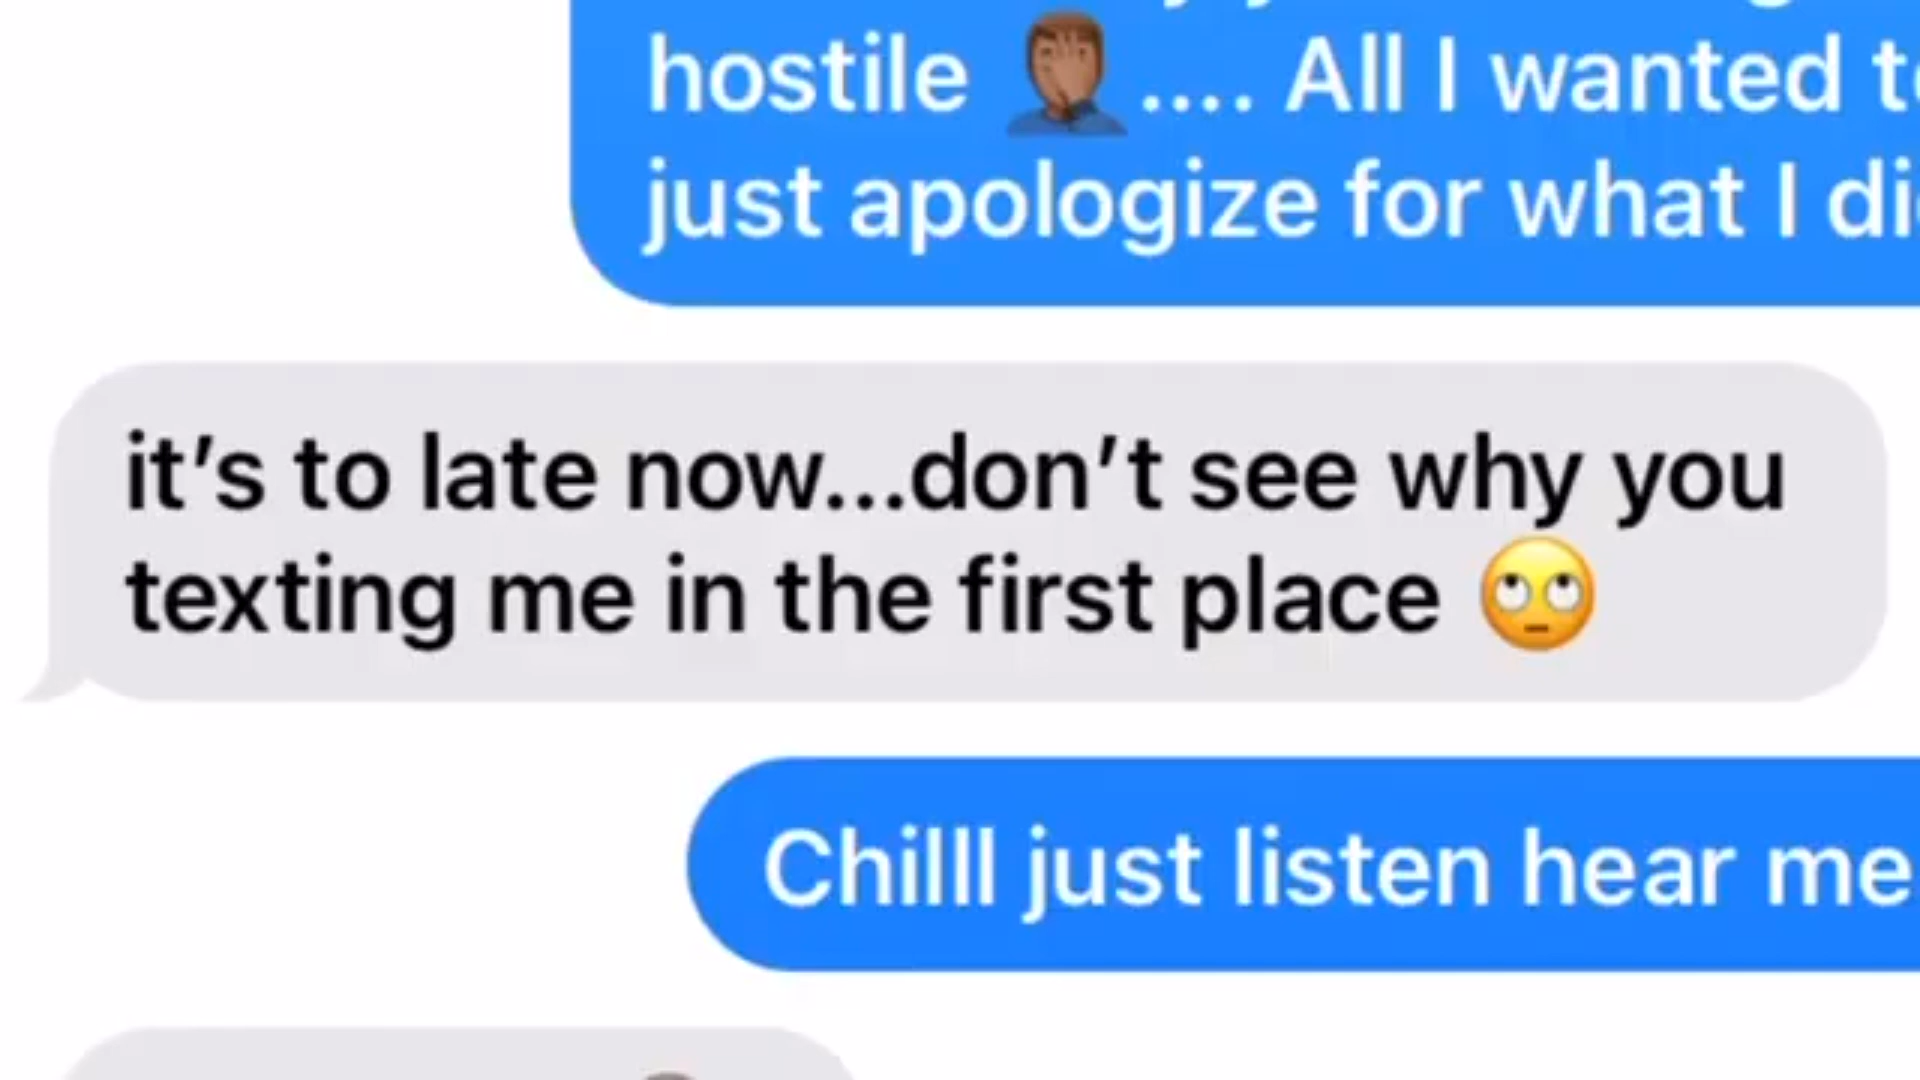 hostile 🤦🏾‍♂️.... All I wanted
just apologize for what I
it's to late now...don't see why you
texting me in the first place 🙄
Chilll just listen hear me